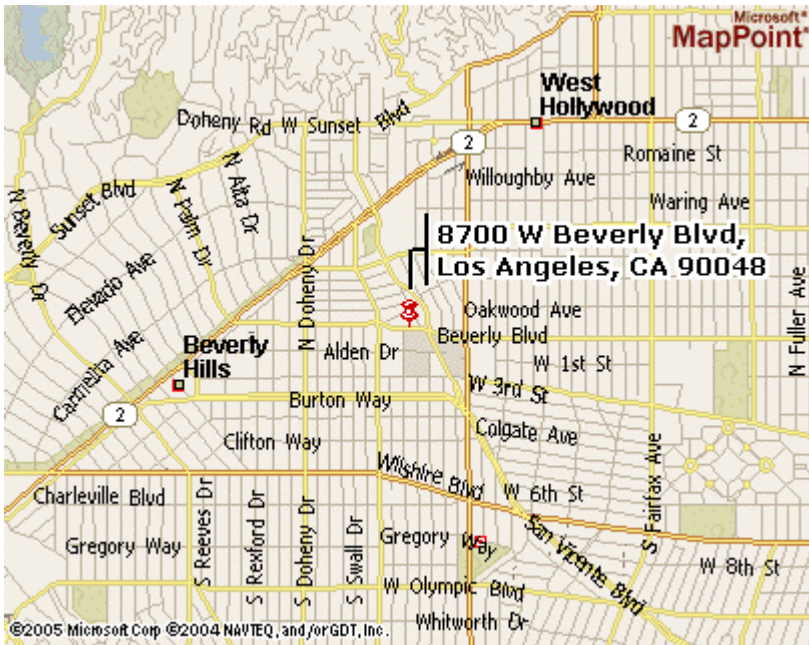 Microsoft®
MapPoint®
West
Hollywood
Doheny Rd
W Sunset Blvd
2
2
Romaine St
N Alta Dr
Willoughby Ave
Waring Ave
N Beverly Dr
Sunset Blvd
N Palm Dr
8700 W Beverly Blvd,
Los Angeles, CA 90048
Elevado Ave
N Doheny Dr
Oakwood Ave
Beverly Blvd
N Fuller Ave
Carmelita Ave
Beverly
Hills
Alden Dr
W 1st St
W 3rd St
2
Burton Way
Colgate Ave
Clifton Way
Wilshire Blvd
W 6th St
S Fairfax Ave
Charleville Blvd
S Reeves Dr
S Rexford Dr
S Doheny Dr
S Swall Dr
Gregory Way
Gregory Way
San Vicente Blvd
W 8th St
W Olympic Blvd
Whitworth Dr
©2005 Microsoft Corp ©2004 NAVTEQ, and/or GDT, Inc.